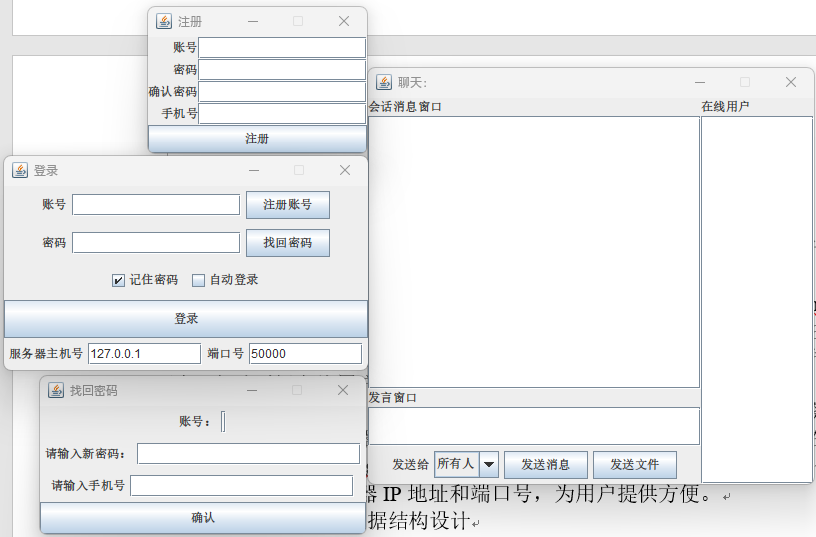 注册
账号
密码
确认密码
手机号
注册
登录
账号
注册账号
密码
找回密码
记住密码 自动登录
登录
服务器主机号 127.0.0.1 端口号 50000
找回密码
账号:
请输入新密码:
请输入手机号
确认
聊天:
会话消息窗口 在线用户
发言窗口
发送给 所有人 发送消息 发送文件
器 IP 地址和端口号，为用户提供方便。
据结构设计